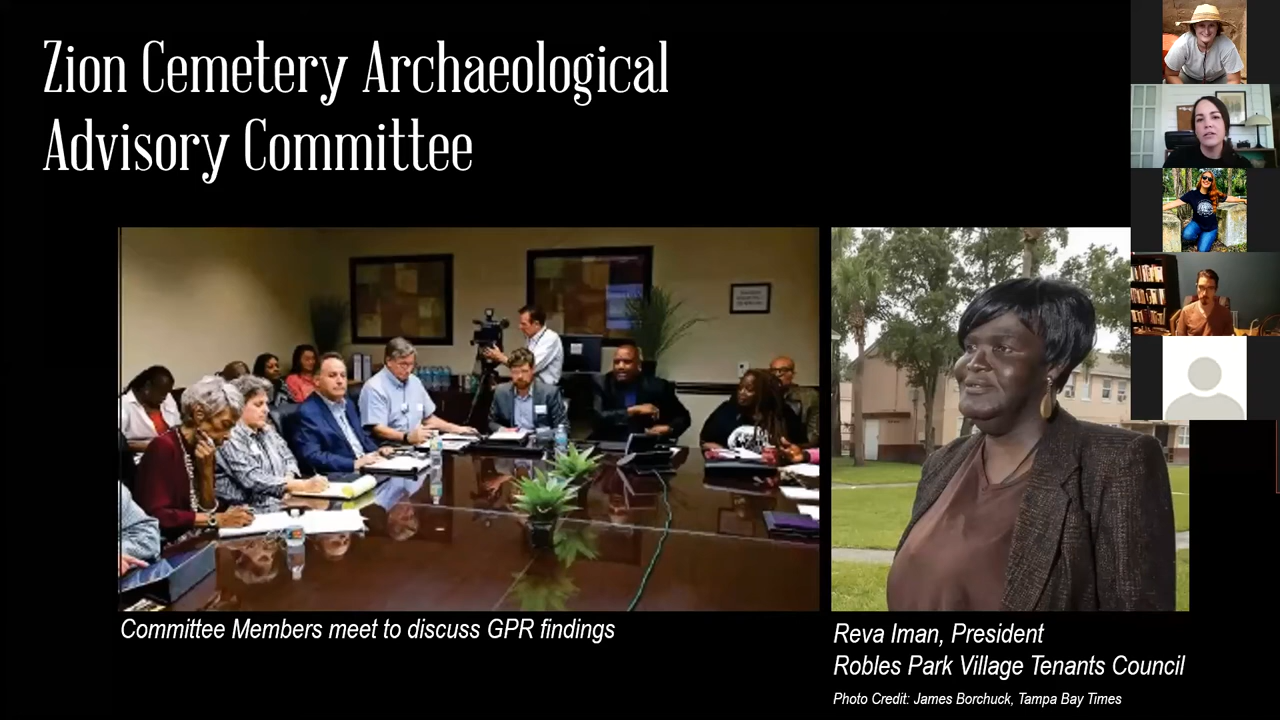 Zion Cemetery Archaeological
Advisory Committee
Committee Members meet to discuss GPR findings
Reva Iman, President
Robles Park Village Tenants Council
Photo Credit: James Borchuck, Tampa Bay Times